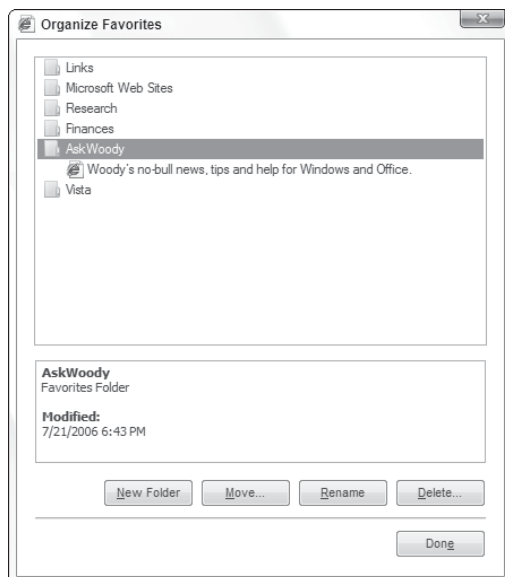 Organize Favorites
Links
Microsoft Web Sites
Research
Finances
AskWoody
Woody's no-bull news, tips and help for Windows and Office.
Vista
AskWoody
Favorites Folder
Modified:
7/21/2006 6:43 PM
New Folder Move... Rename Delete...
Done